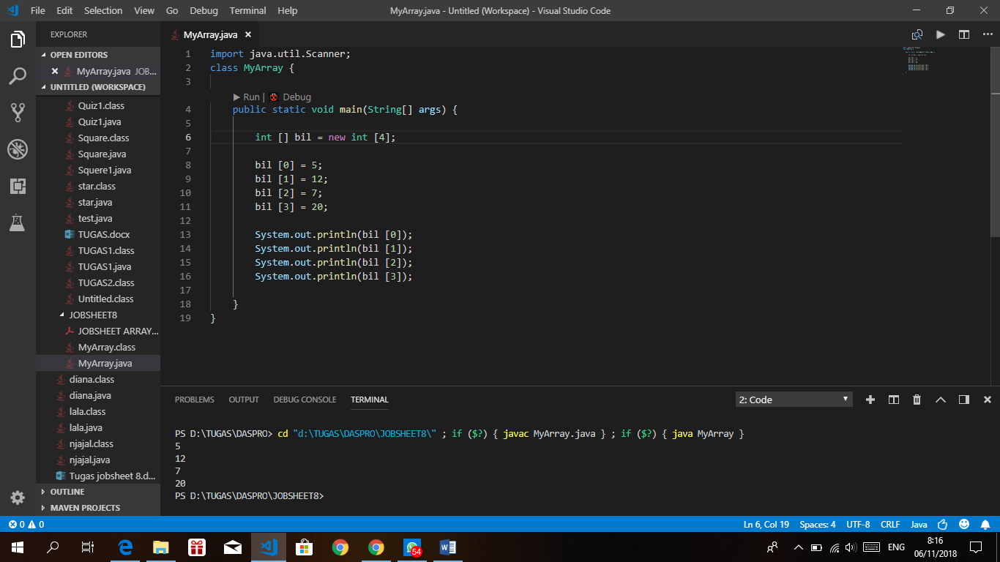 File Edit Selection View Go Debug Terminal Help
MyArray.java - Untitled (Workspace) - Visual Studio Code
EXPLORER
OPEN EDITORS
MyArray.java JOB...
UNTITLED (WORKSPACE)
Quiz1.class
Quiz1.java
Square.class
Square.java
Squere1.java
star.class
star.java
test.java
TUGAS.docx
TUGAS1.class
TUGAS1.java
TUGAS2.class
Untitled.class
JOBSHEET8
JOBSHEET ARRAY...
MyArray.class
MyArray.java
diana.class
diana.java
lala.class
lala.java
njajal.class
njajal.java
Tugas jobsheet 8.d...
OUTLINE
MAVEN PROJECTS
MyArray.java
1 import java.util.Scanner;
2 class MyArray {
3
Run | Debug
4 public static void main(String[] args) {
5
6 int [] bil = new int [4];
7
8 bil [0] = 5;
9 bil [1] = 12;
10 bil [2] = 7;
11 bil [3] = 20;
12
13 System.out.println(bil [0]);
14 System.out.println(bil [1]);
15 System.out.println(bil [2]);
16 System.out.println(bil [3]);
17
18 }
19 }
PROBLEMS OUTPUT DEBUG CONSOLE TERMINAL
2: Code
PS D:\TUGAS\DASPRO> cd "d:\TUGAS\DASPRO\JOBSHEET8\" ; if ($?) { javac MyArray.java } ; if ($?) { java MyArray }
5
12
7
20
PS D:\TUGAS\DASPRO\JOBSHEET8>
0 0
Ln 6, Col 19 Spaces: 4 UTF-8 CRLF Java
54
ENG
8:16
06/11/2018